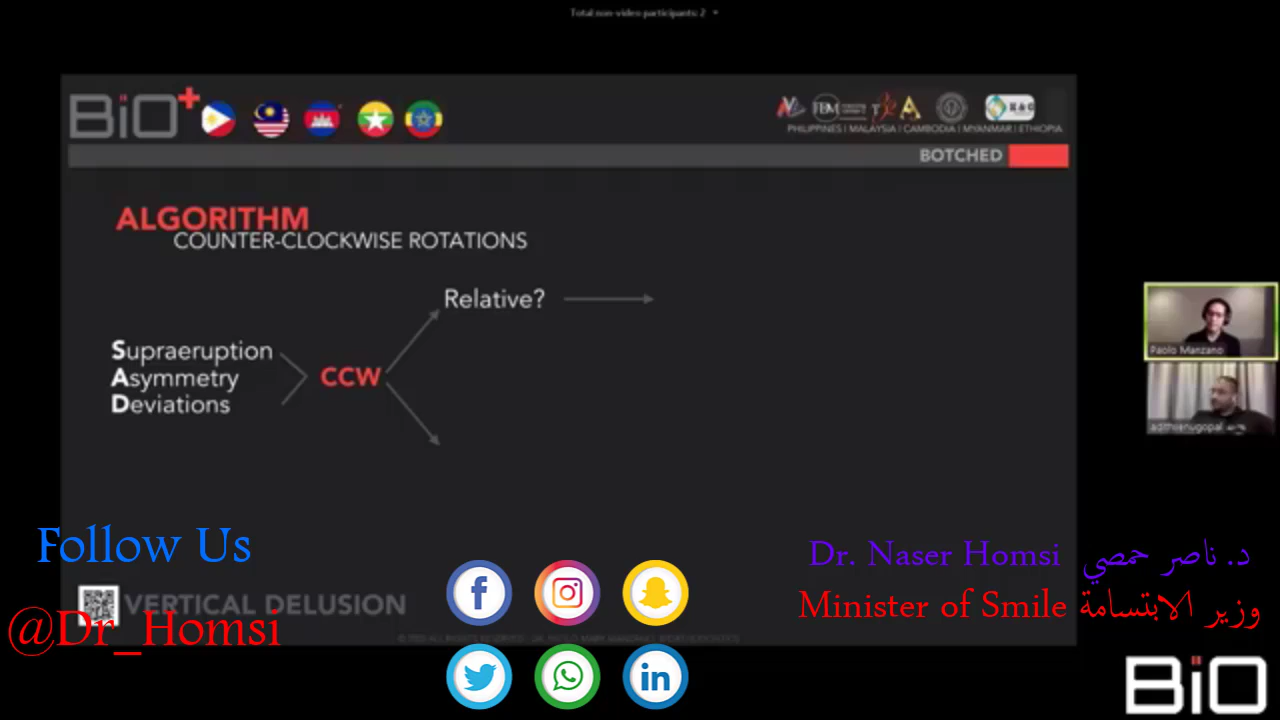 Total non-video participants: 2
BiO+
PHILIPPINES | MALAYSIA | CAMBODIA | MYANMAR | ETHIOPIA
BOTCHED
ALGORITHM
COUNTER-CLOCKWISE ROTATIONS
Relative?
Supraeruption
Asymmetry
Deviations
CCW
Paolo Manzano
Follow Us
Dr. Naser Homsi د. ناصر حمصي
VERTICAL DELUSION
@Dr_Homsi
Minister of Smile وزير الابتسامة
BiO